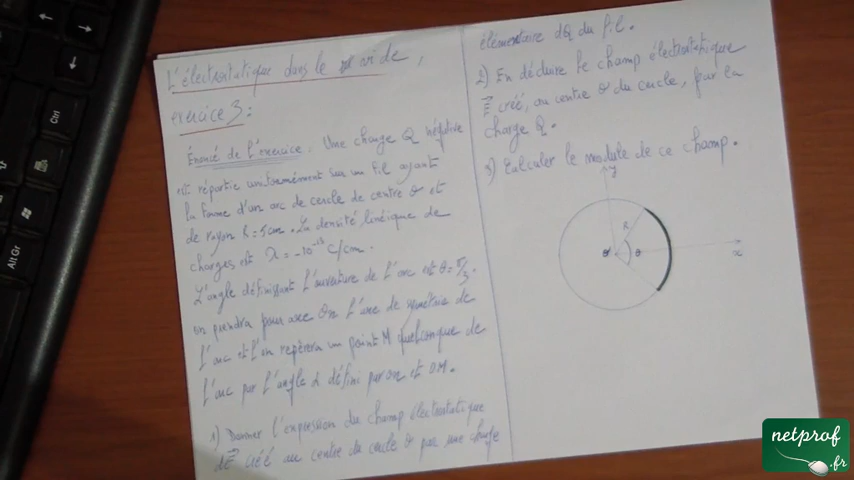 L'électrostatique dans le vide,
exercice 3:
Énoncé de l'exercice. Une charge Q négative
est répartie uniformément sur un fil ayant
la forme d'un arc de cercle de centre O et
de rayon R = 5cm. La densité linéique de
charges est λ = -10⁻¹³ C/cm.
L'angle définissant l'ouverture de l'arc est θ = π/3.
on prendra pour axe Ox l'axe de symétrie de
l'arc et l'on repérera un point M quelconque de
l'arc par l'angle α défini par Ox et OM.
1) Donner l'expression du champ électrostatique
dE créé au centre du cercle O par une charge
élémentaire dQ du fil.
2) En déduire le champ électrostatique
E créé, au centre O du cercle, par la
charge Q.
3) Calculer le module de ce champ.
y
R
O
θ
x
Ctrl
Alt Gr
netprof
.fr